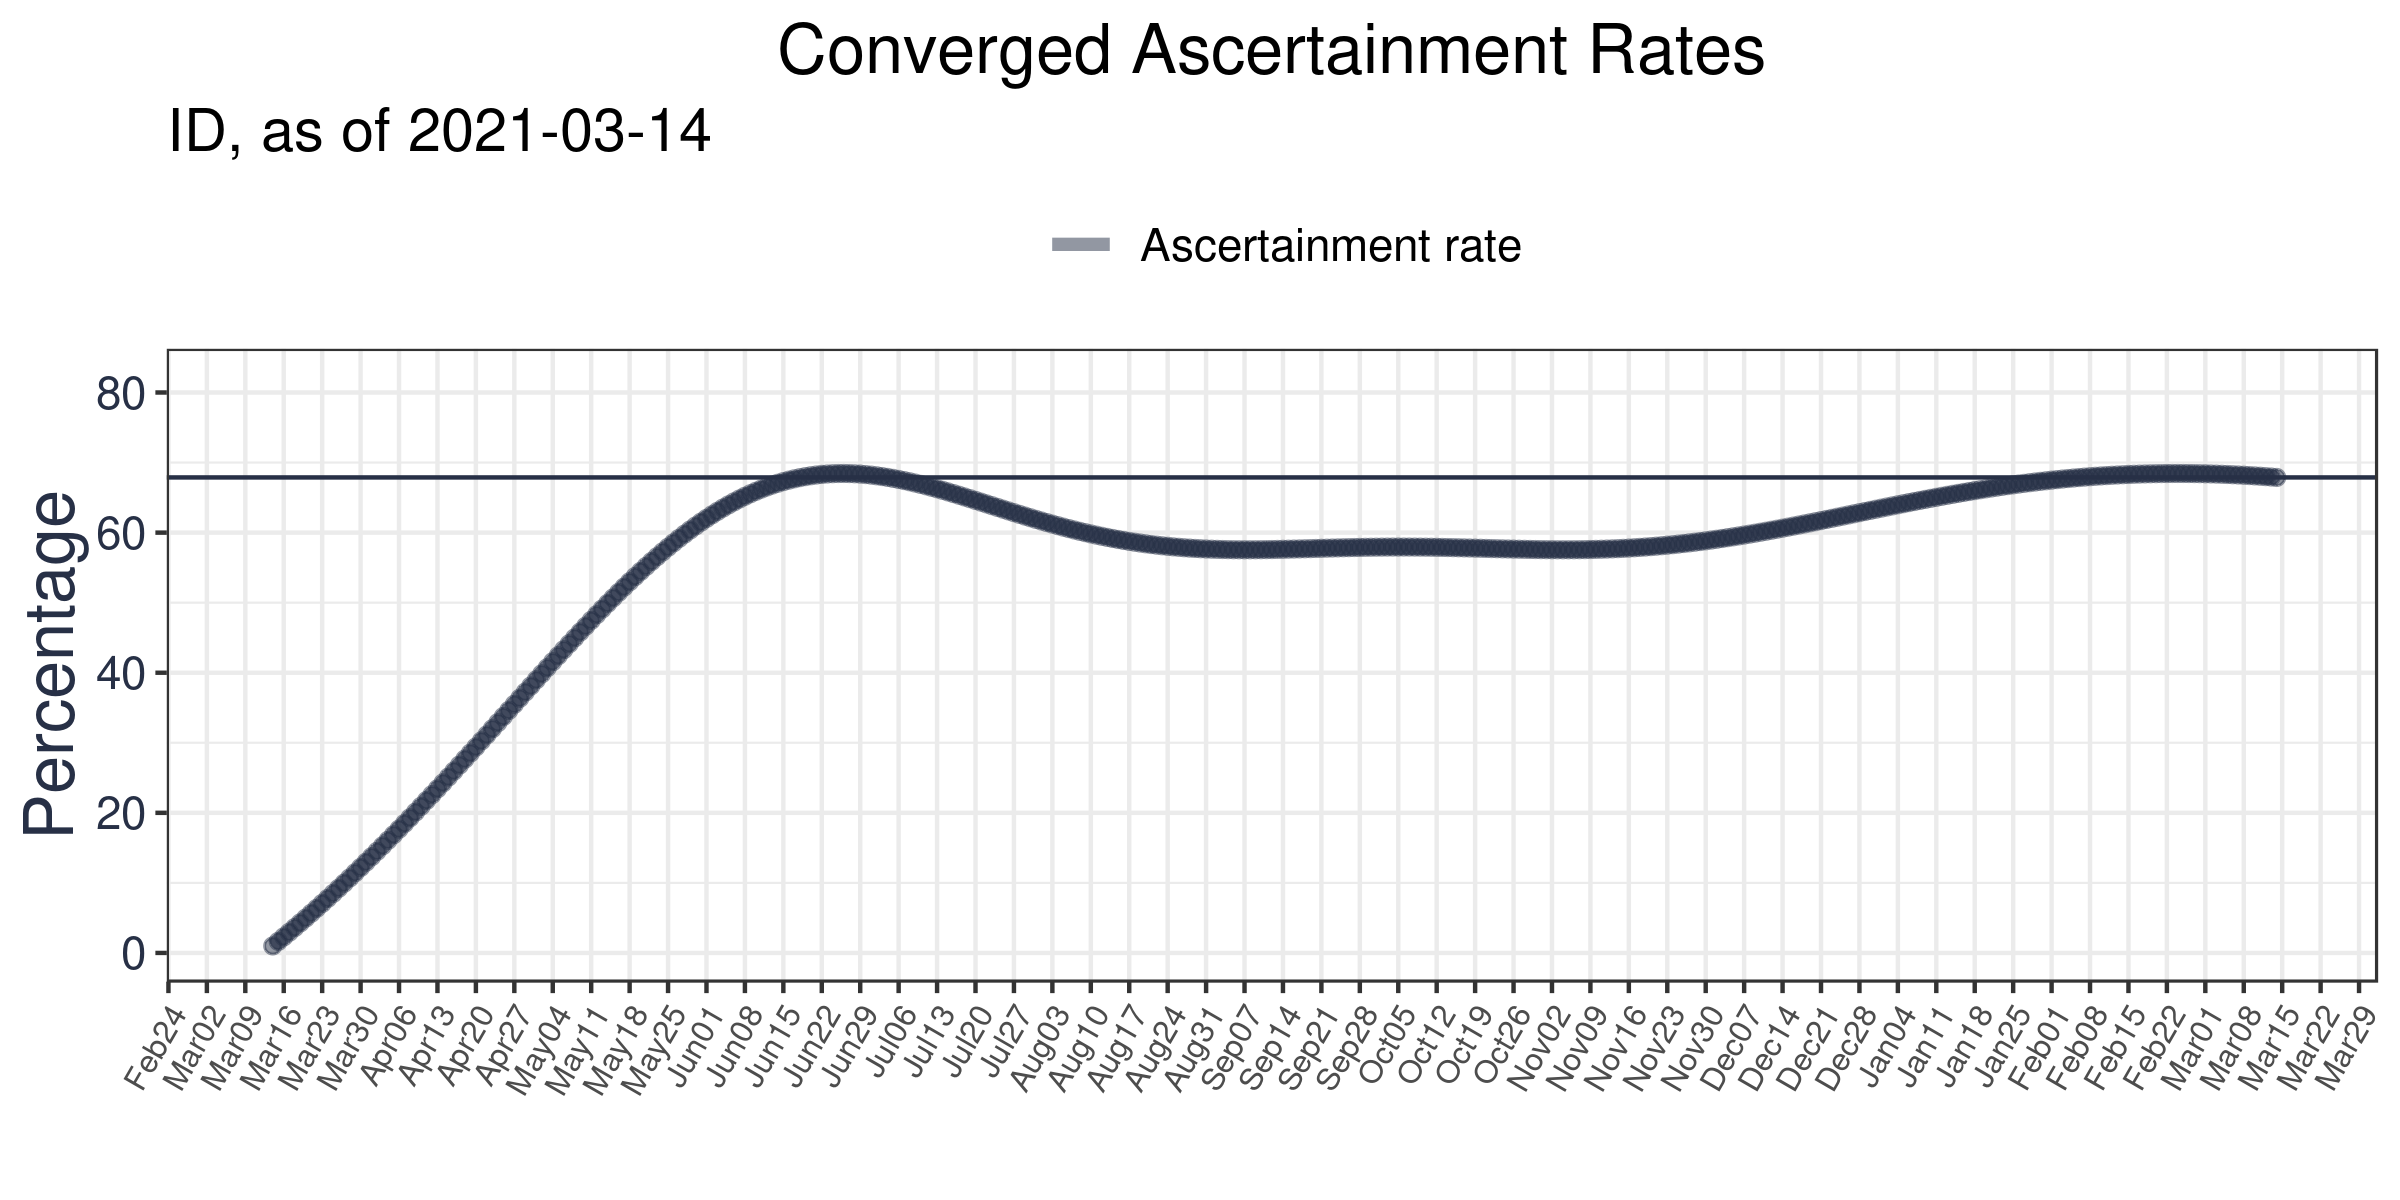 Converged Ascertainment Rates
ID, as of 2021-03-14
Ascertainment rate
Percentage
80
60
40
20
0
Feb24 Mar02 Mar09 Mar16 Mar23 Mar30 Apr06 Apr13 Apr20 Apr27 May04 May11 May18 May25 Jun01 Jun08 Jun15 Jun22 Jun29 Jul06 Jul13 Jul20 Jul27 Aug03 Aug10 Aug17 Aug24 Aug31 Sep07 Sep14 Sep21 Sep28 Oct05 Oct12 Oct19 Oct26 Nov02 Nov09 Nov16 Nov23 Nov30 Dec07 Dec14 Dec21 Dec28 Jan04 Jan11 Jan18 Jan25 Feb01 Feb08 Feb15 Feb22 Mar01 Mar08 Mar15 Mar22 Mar29